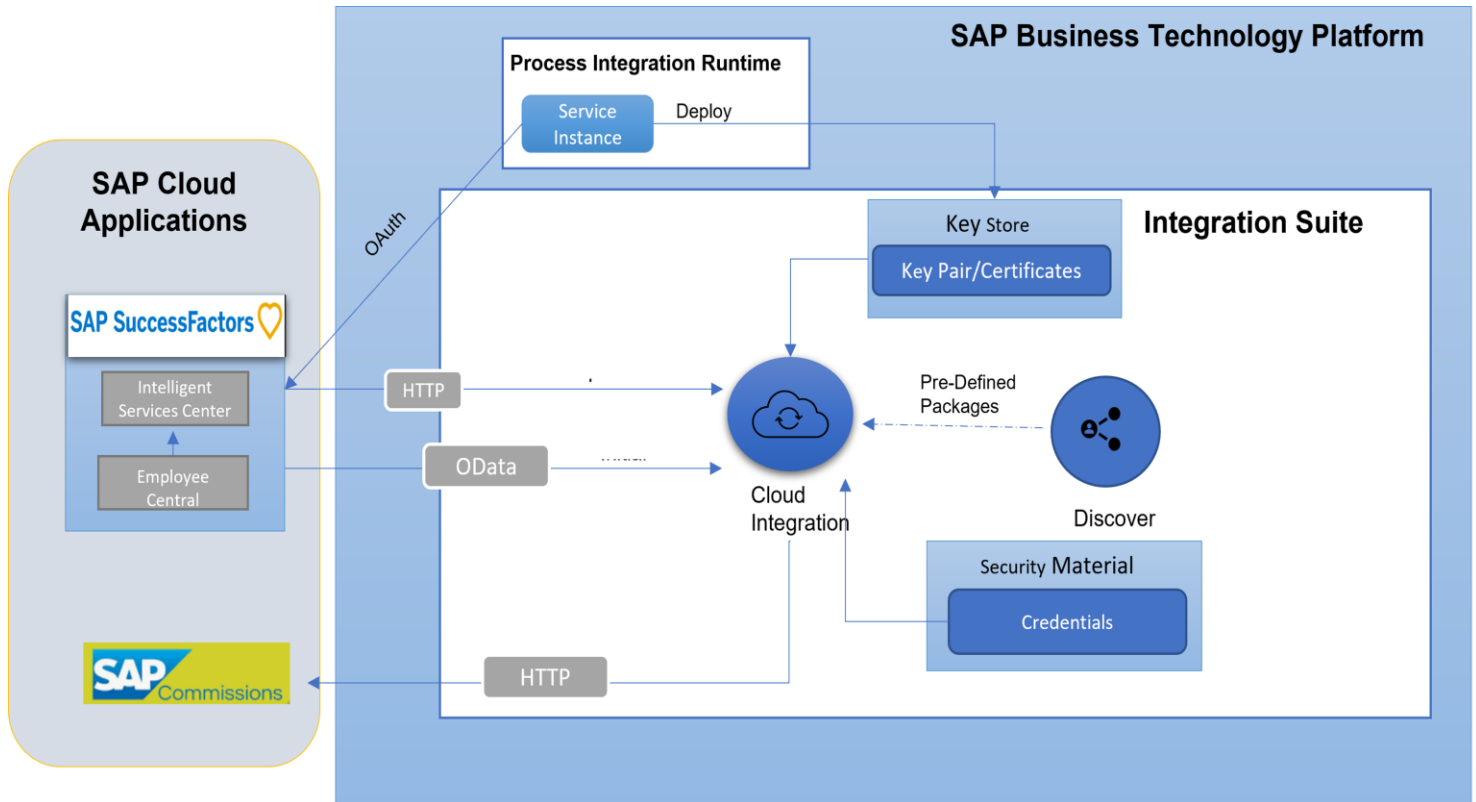 SAP Business Technology Platform
Process Integration Runtime
Service
Instance
Deploy
SAP Cloud
Applications
OAuth
Key Store
Key Pair/Certificates
Integration Suite
SAP SuccessFactors
Intelligent
Services Center
Employee
Central
HTTP
OData
Pre-Defined
Packages
Cloud
Integration
Discover
Security Material
Credentials
SAP
Commissions
HTTP